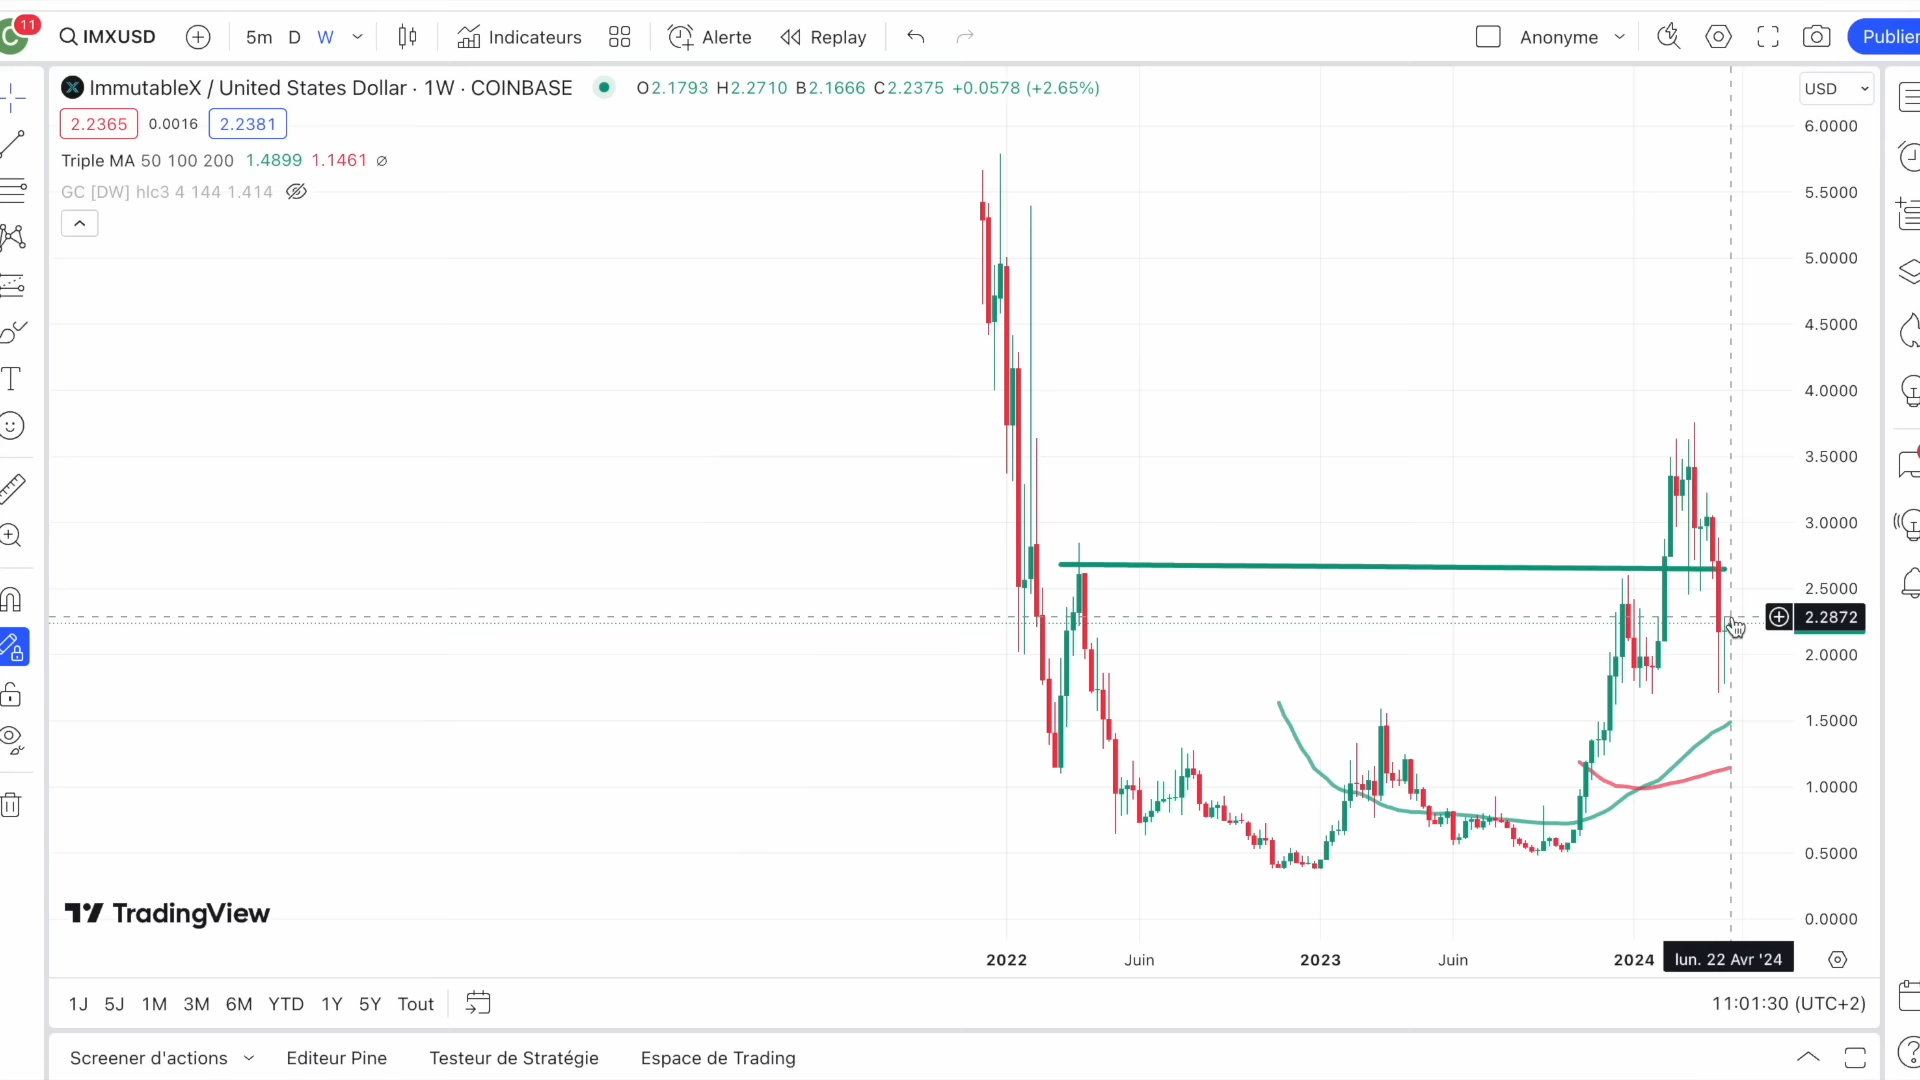 C 11 IMXUSD 5m D W Indicateurs Alerte Replay Anonyme Publier
ImmutableX / United States Dollar · 1W · COINBASE O2.1793 H2.2710 B2.1666 C2.2375 +0.0578 (+2.65%) USD
2.2365 0.0016 2.2381
Triple MA 50 100 200 1.4899 1.1461 ∅
GC [DW] hlc3 4 144 1.414
6.0000
5.5000
5.0000
4.5000
4.0000
3.5000
3.0000
2.5000
2.2872
2.0000
1.5000
1.0000
0.5000
0.0000
TradingView
2022 Juin 2023 Juin 2024 lun. 22 Avr '24
1J 5J 1M 3M 6M YTD 1Y 5Y Tout 11:01:30 (UTC+2)
Screener d'actions Editeur Pine Testeur de Stratégie Espace de Trading